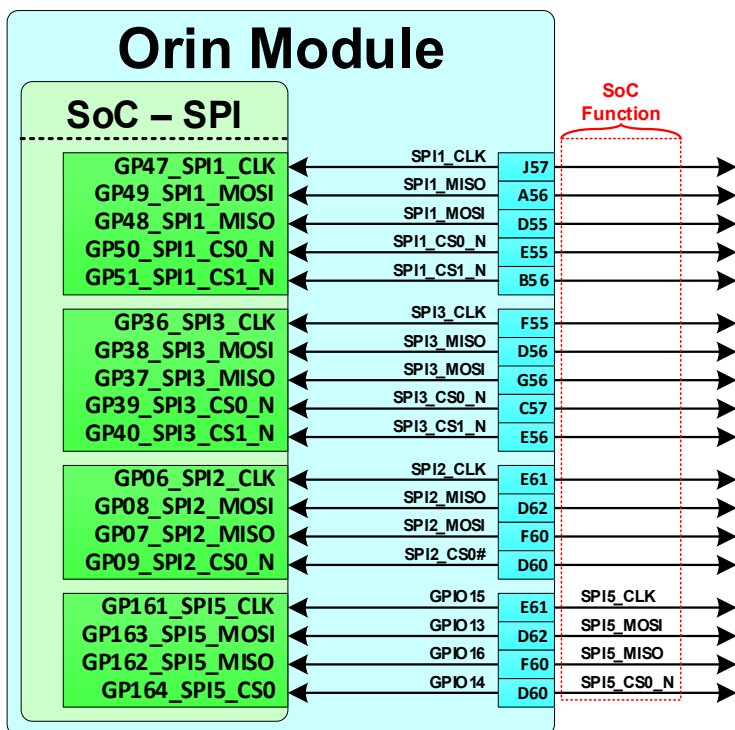 Orin Module
SoC
Function
SoC – SPI
GP47_SPI1_CLK SPI1_CLK J57
GP49_SPI1_MOSI SPI1_MISO A56
GP48_SPI1_MISO SPI1_MOSI D55
GP50_SPI1_CS0_N SPI1_CS0_N E55
GP51_SPI1_CS1_N SPI1_CS1_N B56
GP36_SPI3_CLK SPI3_CLK F55
GP38_SPI3_MOSI SPI3_MISO D56
GP37_SPI3_MISO SPI3_MOSI G56
GP39_SPI3_CS0_N SPI3_CS0_N C57
GP40_SPI3_CS1_N SPI3_CS1_N E56
GP06_SPI2_CLK SPI2_CLK E61
GP08_SPI2_MOSI SPI2_MISO D62
GP07_SPI2_MISO SPI2_MOSI F60
GP09_SPI2_CS0_N SPI2_CS0# D60
GP161_SPI5_CLK GPIO15 E61 SPI5_CLK
GP163_SPI5_MOSI GPIO13 D62 SPI5_MOSI
GP162_SPI5_MISO GPIO16 F60 SPI5_MISO
GP164_SPI5_CS0 GPIO14 D60 SPI5_CS0_N